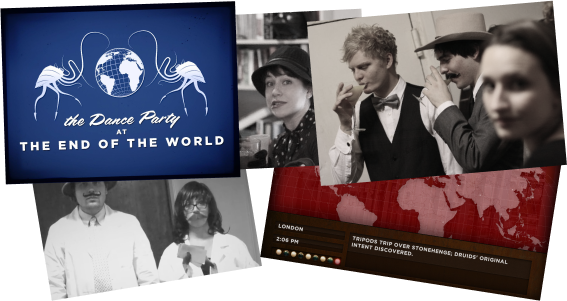 the Dance Party
AT
THE END OF THE WORLD
LONDON
2:06 PM
TRIPODS TRIP OVER STONEHENGE; DRUIDS' ORIGINAL
INTENT DISCOVERED.